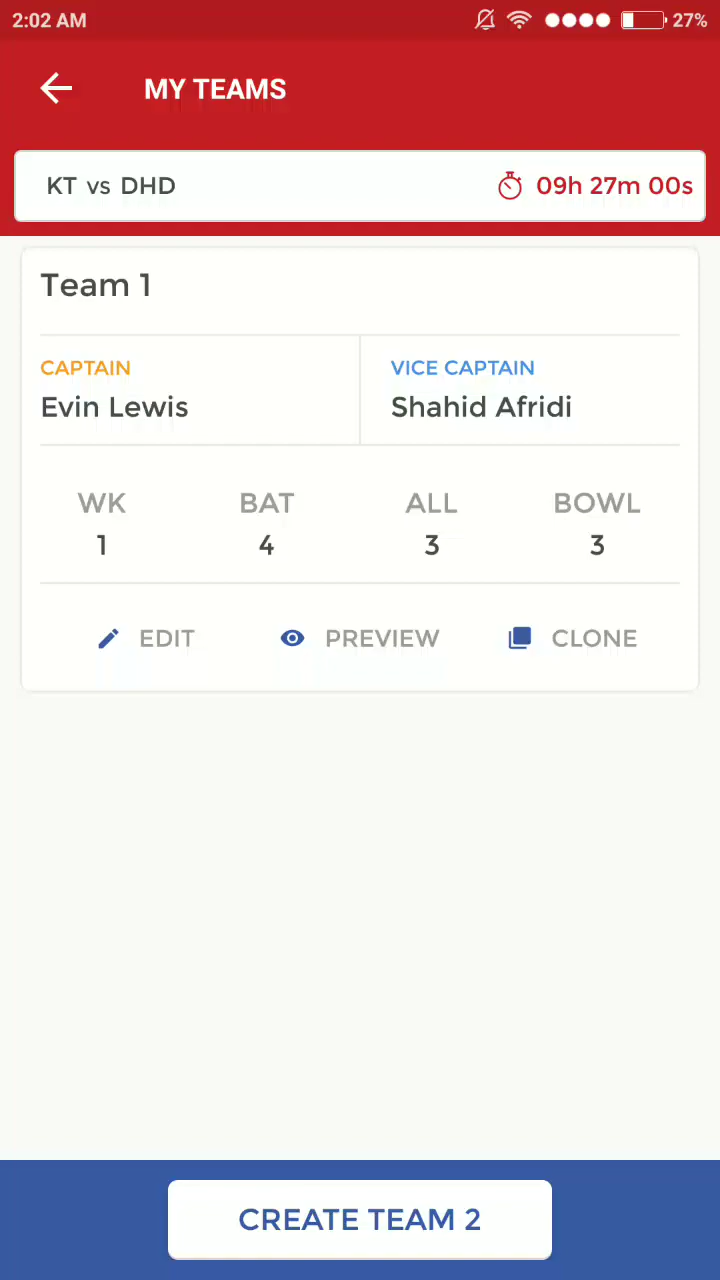 2:02 AM 27%
MY TEAMS
KT vs DHD 09h 27m 00s
Team 1
CAPTAIN VICE CAPTAIN
Evin Lewis Shahid Afridi
WK BAT ALL BOWL
1 4 3 3
EDIT PREVIEW CLONE
CREATE TEAM 2